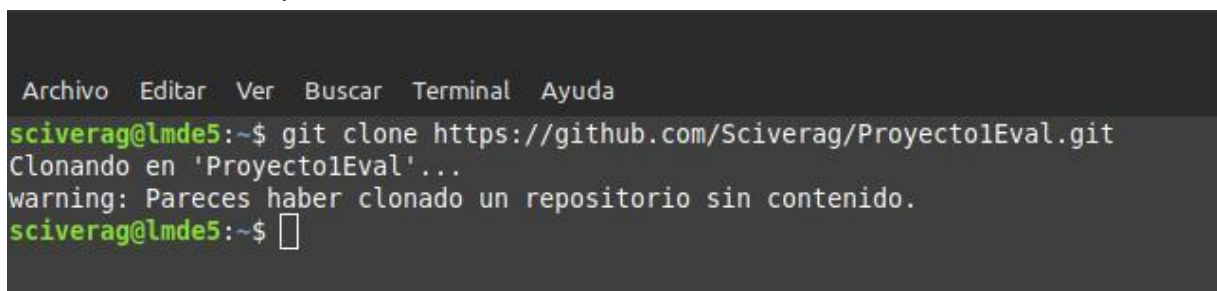 Archivo Editar Ver Buscar Terminal Ayuda
sciverag@lmde5:~$ git clone https://github.com/Sciverag/Proyecto1Eval.git
Clonando en 'Proyecto1Eval'...
warning: Pareces haber clonado un repositorio sin contenido.
sciverag@lmde5:~$